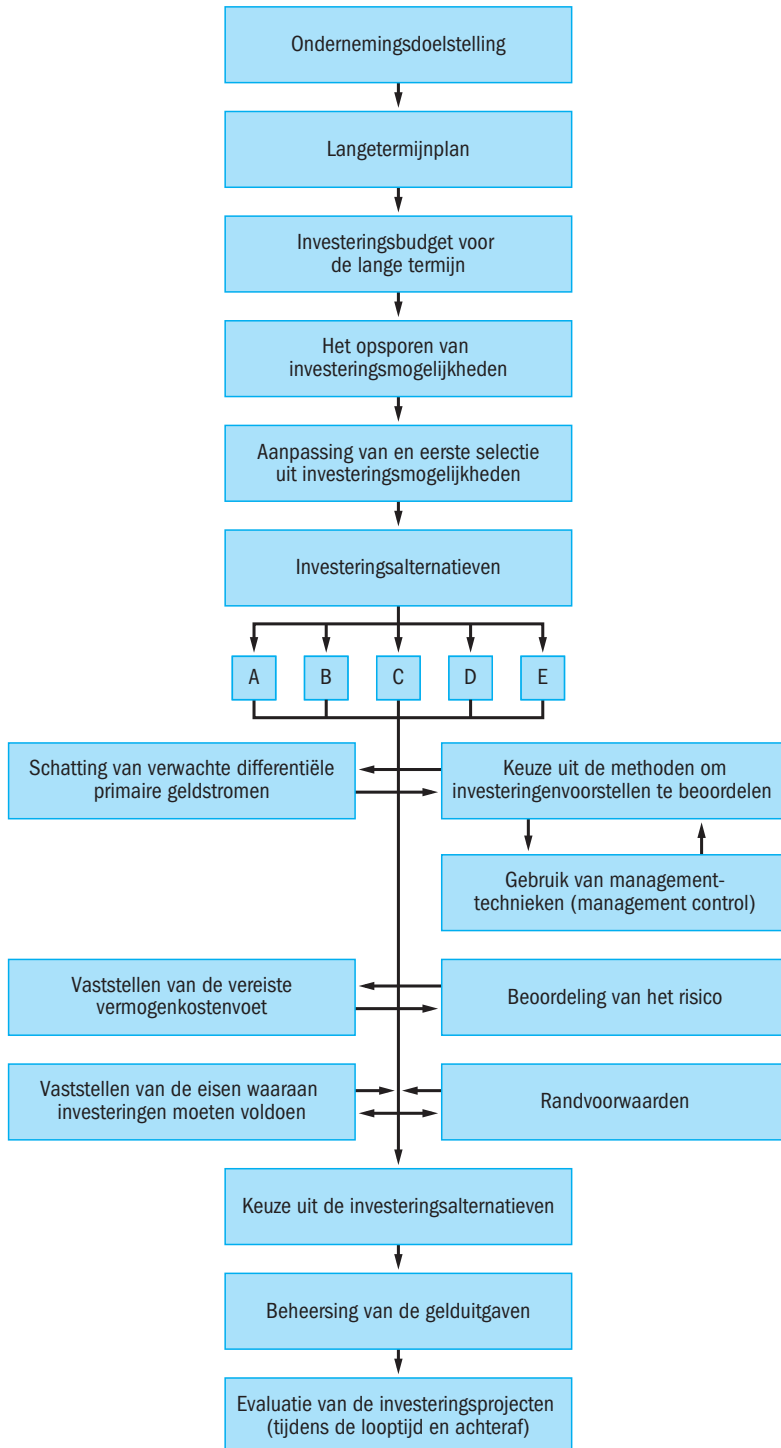 Ondernemingsdoelstelling
Langetermijnplan
Investeringsbudget voor
de lange termijn
Het opsporen van
investeringsmogelijkheden
Aanpassing van en eerste selectie
uit investeringsmogelijkheden
Investeringsalternatieven
A
B
C
D
E
Schatting van verwachte differentiële
primaire geldstromen
Keuze uit de methoden om
investeringenvoorstellen te beoordelen
Gebruik van management-
technieken (management control)
Vaststellen van de vereiste
vermogenkostenvoet
Beoordeling van het risico
Vaststellen van de eisen waaraan
investeringen moeten voldoen
Randvoorwaarden
Keuze uit de investeringsalternatieven
Beheersing van de gelduitgaven
Evaluatie van de investeringsprojecten
(tijdens de looptijd en achteraf)